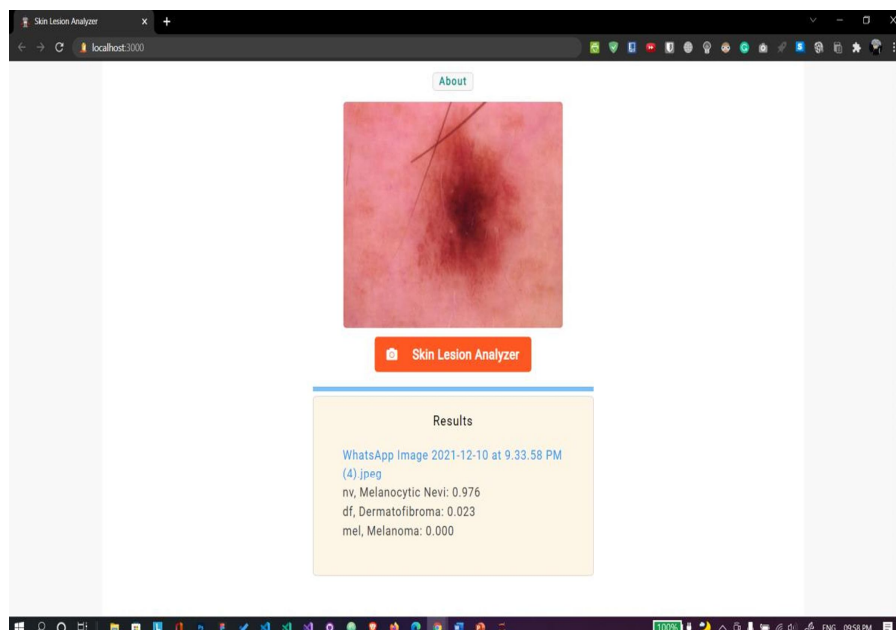 Skin Lesion Analyzer
localhost:3000
About
Skin Lesion Analyzer
Results
WhatsApp Image 2021-12-10 at 9.33.58 PM
(4).jpeg
nv, Melanocytic Nevi: 0.976
df, Dermatofibroma: 0.023
mel, Melanoma: 0.000
100%
ENG
09:58 PM